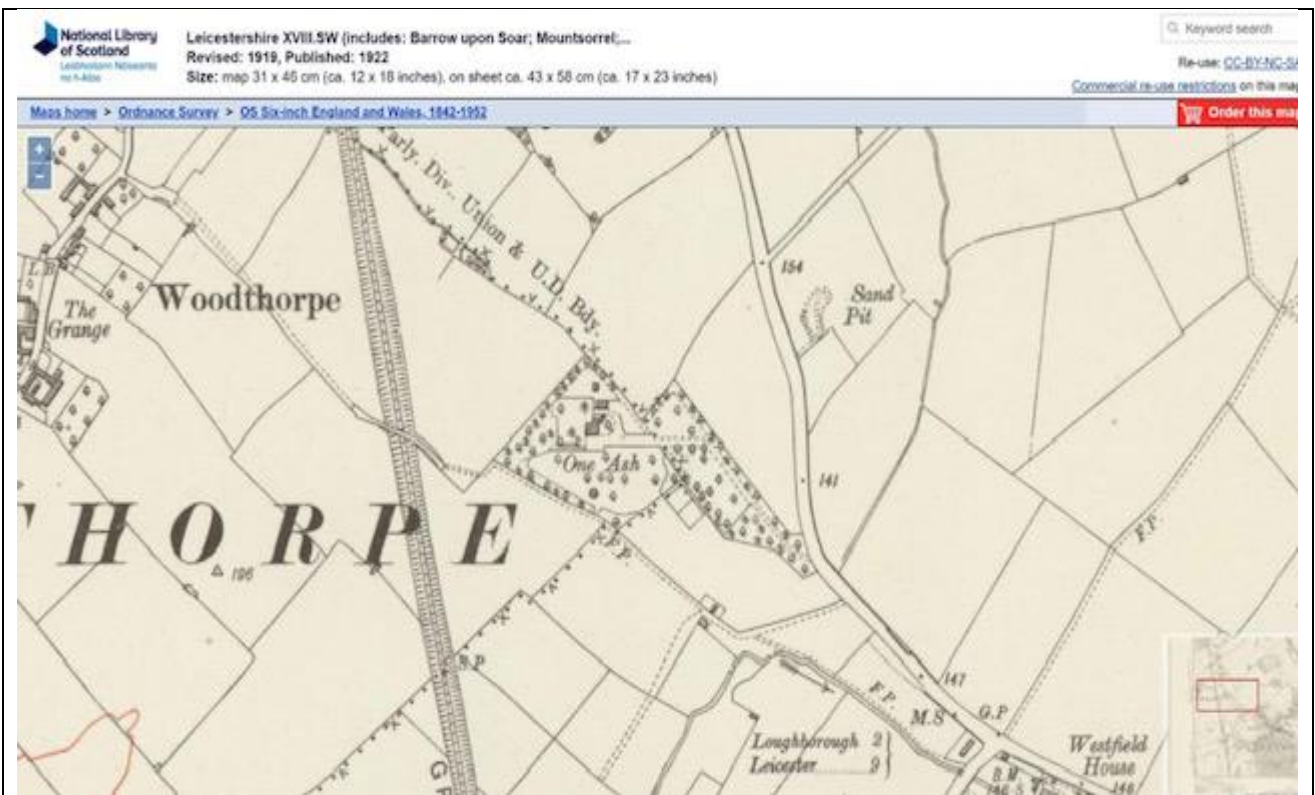 National Library
of Scotland
Leicestershire XVIII.SW (includes: Barrow upon Soar; Mountsorrel;...
Revised: 1919, Published: 1922
Size: map 31 x 46 cm (ca. 12 x 18 inches), on sheet ca. 43 x 58 cm (ca. 17 x 23 inches)
Keyword search
Re-use: CC-BY-NC-SA
Commercial re-use restrictions on this map
Maps home > Ordnance Survey > OS Six-inch England and Wales, 1842-1952
Order this map
+
-
Parly. Div., Union & U.D. Bdy.
L.B.
The
Grange
Woodthorpe
154
Sand
Pit
One Ash
141
THORPE
196
F.P.
F.P.
B.P.
147
F.P.
M.S
G.P
Loughborough 2
Leicester 9
Westfield
House
B.M.
148